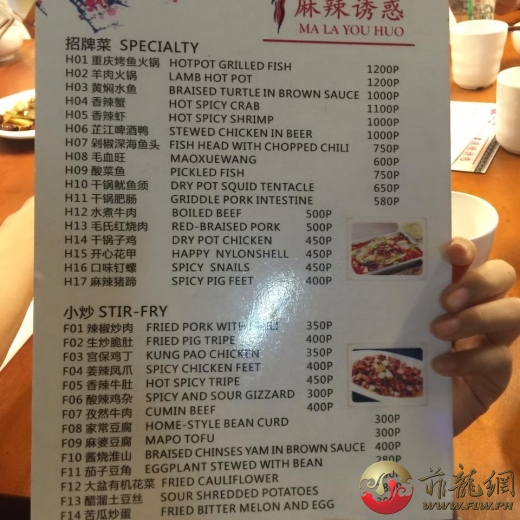 麻辣诱惑
MA LA YOU HUO
招牌菜 SPECIALTY
H01 重庆烤鱼火锅 HOTPOT GRILLED FISH 1200P
H02 羊肉火锅 LAMB HOT POT 1200P
H03 黄焖水鱼 BRAISED TURTLE IN BROWN SAUCE 1000P
H04 香辣蟹 HOT SPICY CRAB 1100P
H05 香辣虾 HOT SPICY SHRIMP 1000P
H06 芷江啤酒鸭 STEWED CHICKEN IN BEER 1000P
H07 剁椒深海鱼头 FISH HEAD WITH CHOPPED CHILI 750P
H08 毛血旺 MAOXUEWANG 600P
H09 酸菜鱼 PICKLED FISH 750P
H10 干锅鱿鱼须 DRY POT SQUID TENTACLE 650P
H11 干锅肥肠 GRIDDLE PORK INTESTINE 580P
H12 水煮牛肉 BOILED BEEF 500P
H13 毛氏红烧肉 RED-BRAISED PORK 500P
H14 干锅子鸡 DRY POT CHICKEN 450P
H15 开心花甲 HAPPY NYLONSHELL 450P
H16 口味钉螺 SPICY SNAILS 450P
H17 麻辣猪蹄 SPICY PIG FEET 400P
小炒 STIR-FRY
F01 辣椒炒肉 FRIED PORK WITH CHILI 350P
F02 生炒脆肚 FRIED PIG TRIPE 400P
F03 宫保鸡丁 KUNG PAO CHICKEN 350P
F04 姜辣凤爪 SPICY CHICKEN FEET 400P
F05 香辣牛肚 HOT SPICY TRIPE 450P
F06 酸辣鸡杂 SPICY AND SOUR GIZZARD 300P
F07 孜然牛肉 CUMIN BEEF 400P
F08 家常豆腐 HOME-STYLE BEAN CURD 300P
F09 麻婆豆腐 MAPO TOFU 300P
F10 酱烧淮山 BRAISED CHINSES YAM IN BROWN SAUCE 400P
F11 茄子豆角 EGGPLANT STEWED WITH BEAN 280P
F12 大盆有机花菜 FRIED CAULIFLOWER
F13 醋溜土豆丝 SOUR SHREDDED POTATOES
F14 苦瓜炒蛋 FRIED BITTER MELON AND EGG
菲龍網
WWW.FLW.PH